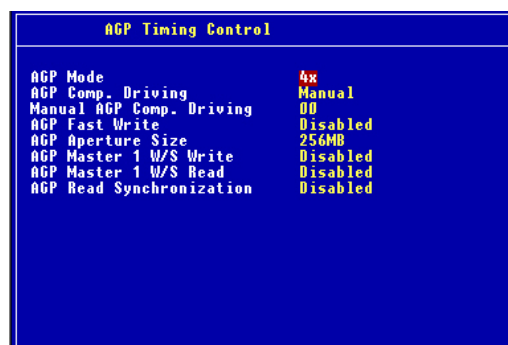 AGP Timing Control
AGP Mode 4x
AGP Comp. Driving Manual
Manual AGP Comp. Driving 00
AGP Fast Write Disabled
AGP Aperture Size 256MB
AGP Master 1 W/S Write Disabled
AGP Master 1 W/S Read Disabled
AGP Read Synchronization Disabled